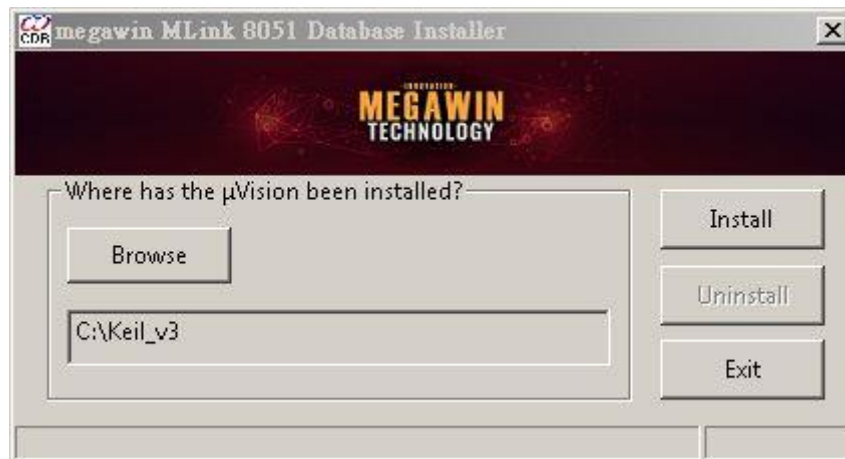 CDR
megawin MLink 8051 Database Installer
INNOVATION
MEGAWIN
TECHNOLOGY
Where has the µVision been installed?
Browse
C:\Keil_v3
Install
Uninstall
Exit